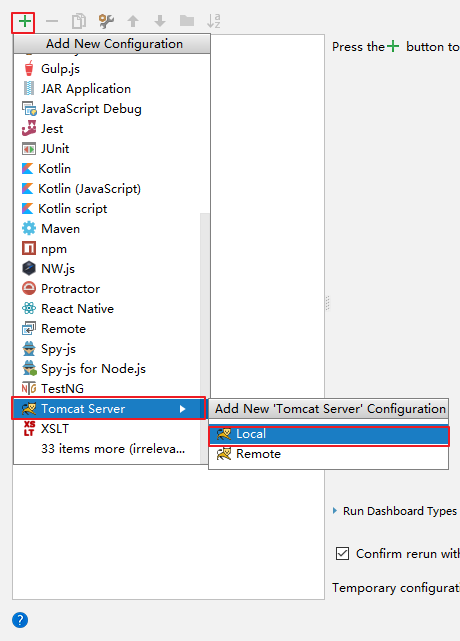 Add New Configuration
Press the + button to
Gulp.js
JAR Application
JavaScript Debug
Jest
JUnit
Kotlin
Kotlin (JavaScript)
Kotlin script
Maven
npm
NW.js
Protractor
React Native
Remote
Spy-js
Spy-js for Node.js
TestNG
Tomcat Server
Add New 'Tomcat Server' Configuration
XSLT
Local
33 items more (irreleva...
Remote
Run Dashboard Types
Confirm rerun with
Temporary configurati